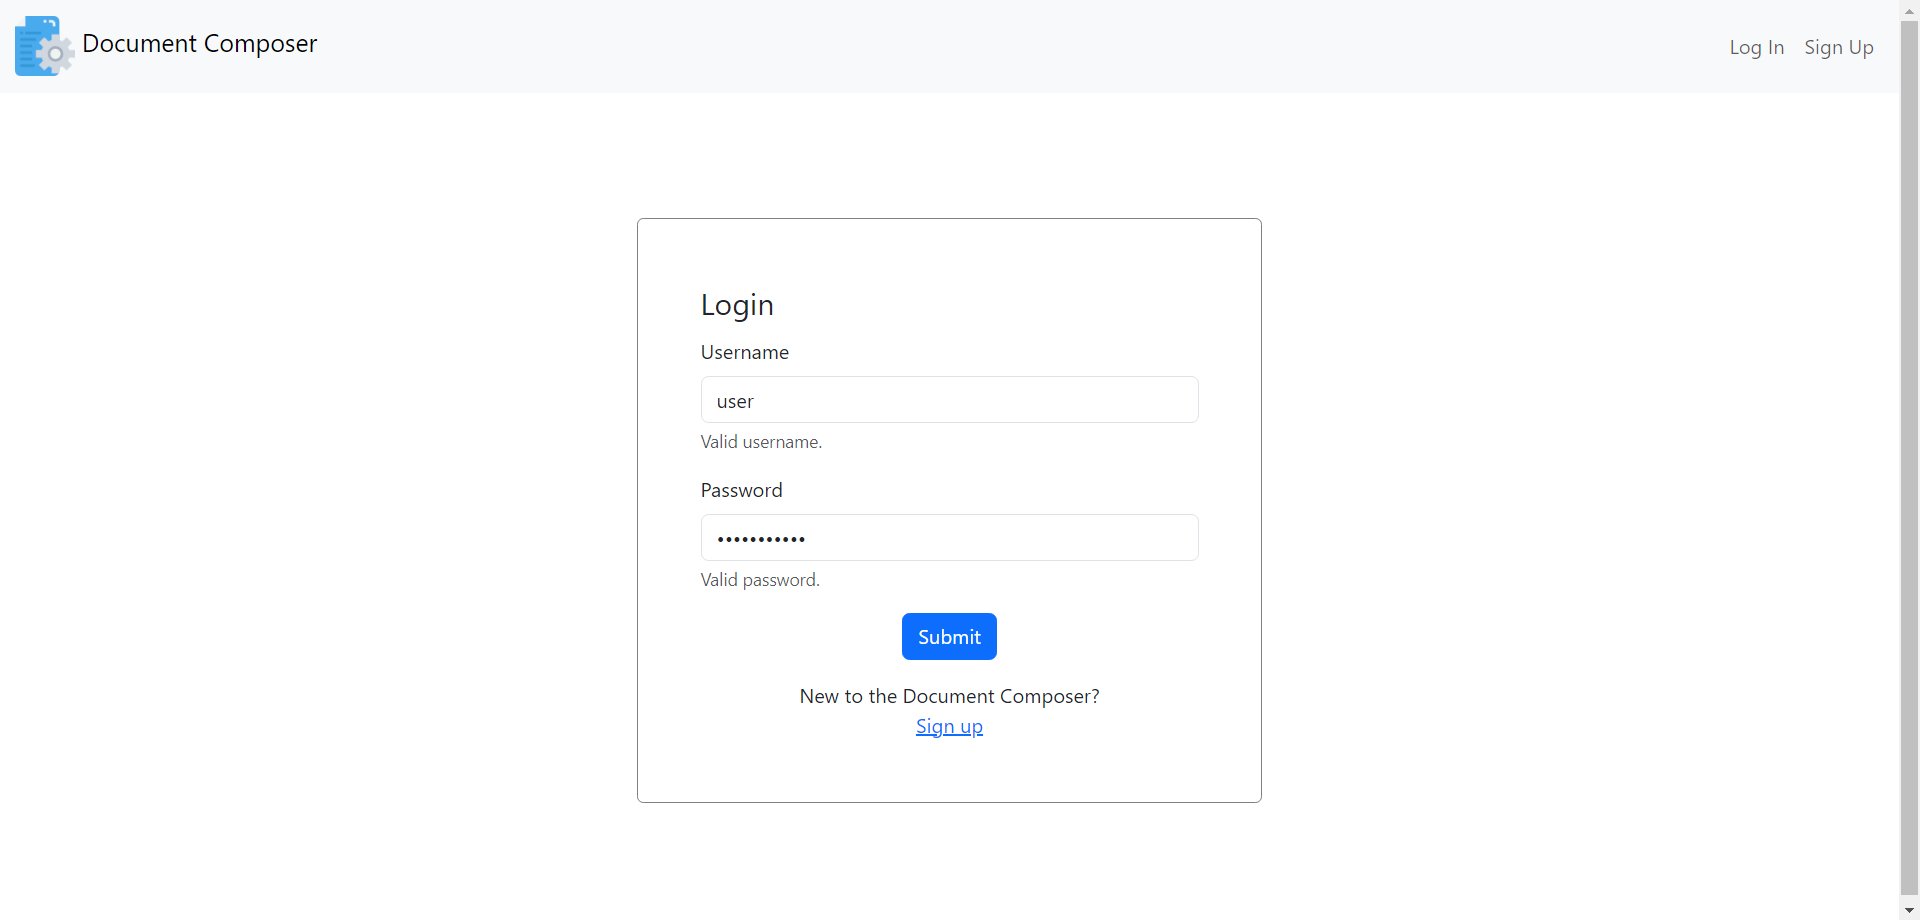 Document Composer
Log In
Sign Up
Login
Username
user
Valid username.
Password
•••••••••••
Valid password.
Submit
New to the Document Composer?
Sign up